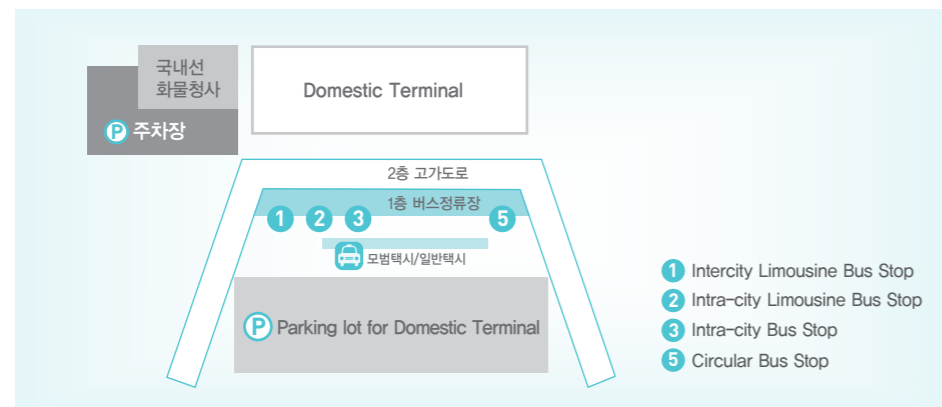 국내선
화물청사
P 주차장
Domestic Terminal
2층 고가도로
1층 버스정류장
1 2 3 5
모범택시/일반택시
P Parking lot for Domestic Terminal
1 Intercity Limousine Bus Stop
2 Intra-city Limousine Bus Stop
3 Intra-city Bus Stop
5 Circular Bus Stop